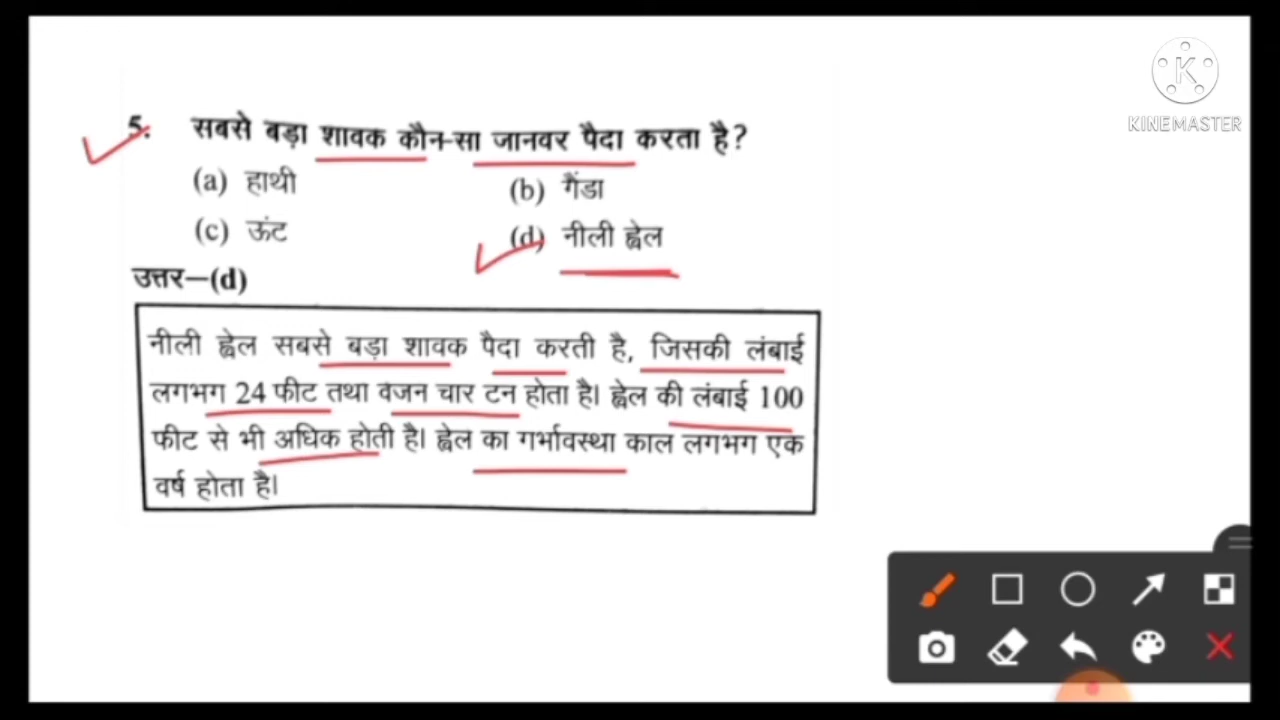 KINEMASTER
5. सबसे बड़ा शावक कौन-सा जानवर पैदा करता है?
(a) हाथी (b) गैंडा
(c) ऊंट (d) नीली ह्वेल
उत्तर—(d)
नीली ह्वेल सबसे बड़ा शावक पैदा करती है, जिसकी लंबाई
लगभग 24 फीट तथा वजन चार टन होता है। ह्वेल की लंबाई 100
फीट से भी अधिक होती है। ह्वेल का गर्भावस्था काल लगभग एक
वर्ष होता है।